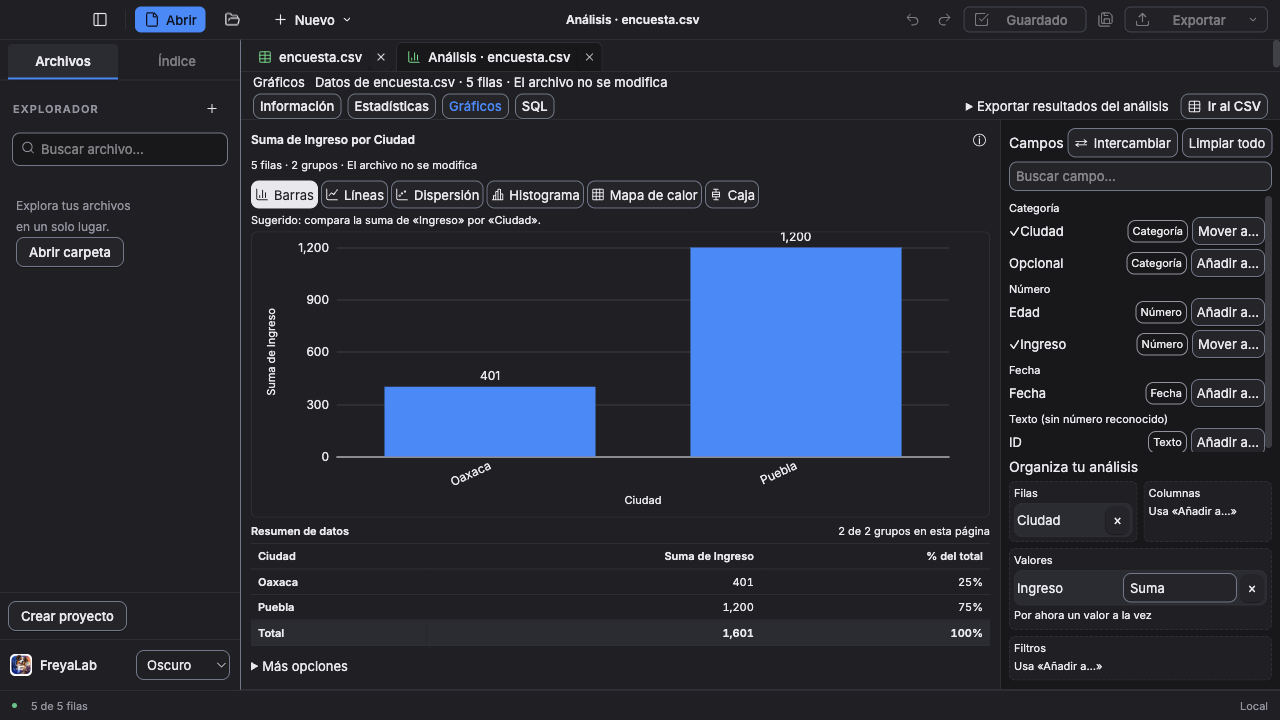 Abrir
Nuevo
Análisis · encuesta.csv
Guardado
Exportar
Archivos
Índice
EXPLORADOR
Buscar archivo...
Explora tus archivos
en un solo lugar.
Abrir carpeta
Crear proyecto
FreyaLab
Oscuro
encuesta.csv
Análisis · encuesta.csv
Gráficos Datos de encuesta.csv · 5 filas · El archivo no se modifica
Información
Estadísticas
Gráficos
SQL
Exportar resultados del análisis
Ir al CSV
Suma de Ingreso por Ciudad
5 filas · 2 grupos · El archivo no se modifica
Barras
Líneas
Dispersión
Histograma
Mapa de calor
Caja
Sugerido: compara la suma de «Ingreso» por «Ciudad».
1,200
900
600
300
0
Suma de Ingreso
401
1,200
Oaxaca
Puebla
Ciudad
Resumen de datos
2 de 2 grupos en esta página
Ciudad Suma de Ingreso % del total
Oaxaca 401 25%
Puebla 1,200 75%
Total 1,601 100%
Más opciones
Campos
Intercambiar
Limpiar todo
Buscar campo...
Categoría
✓Ciudad Categoría Mover a...
Opcional Categoría Añadir a...
Número
Edad Número Añadir a...
✓Ingreso Número Mover a...
Fecha
Fecha Fecha Añadir a...
Texto (sin número reconocido)
ID Texto Añadir a...
Organiza tu análisis
Filas
Ciudad ×
Columnas
Usa «Añadir a...»
Valores
Ingreso Suma ×
Por ahora un valor a la vez
Filtros
Usa «Añadir a...»
5 de 5 filas
Local